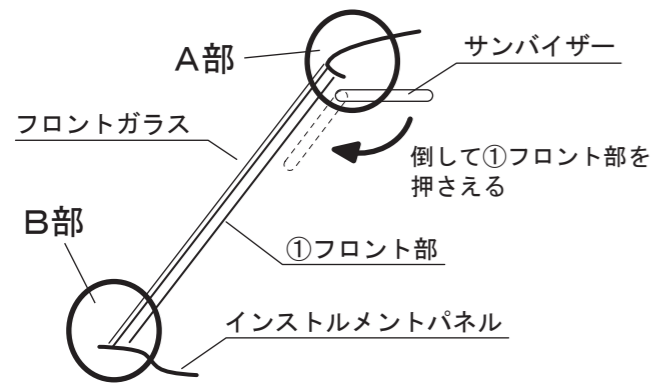 A部
サンバイザー
フロントガラス
倒して①フロント部を
押さえる
B部
①フロント部
インストルメントパネル